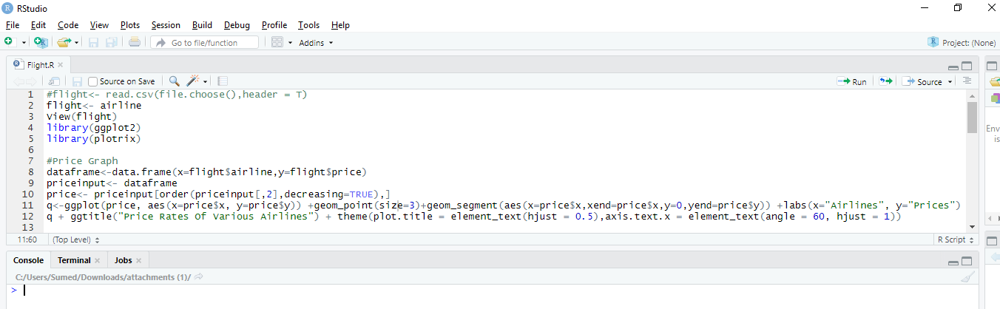 RStudio
File Edit Code View Plots Session Build Debug Profile Tools Help
Go to file/function Addins Project: (None)
Flight.R
Source on Save Run Source
1 #flight<- read.csv(file.choose(),header = T)
2 flight<- airline
3 View(flight)
4 library(ggplot2)
5 library(plotrix)
6
7 #Price Graph
8 dataframe<-data.frame(x=flight$airline,y=flight$price)
9 priceinput<- dataframe
10 price<- priceinput[order(priceinput[,2],decreasing=TRUE),]
11 q<-ggplot(price, aes(x=price$x, y=price$y)) +geom_point(size=3)+geom_segment(aes(x=price$x,xend=price$x,y=0,yend=price$y)) +labs(x="Airlines", y="Prices")
12 q + ggtitle("Price Rates Of Various Airlines") + theme(plot.title = element_text(hjust = 0.5),axis.text.x = element_text(angle = 60, hjust = 1))
13
11:60 (Top Level) R Script
Env
is
Console Terminal Jobs
C:/Users/Sumed/Downloads/attachments (1)/
>